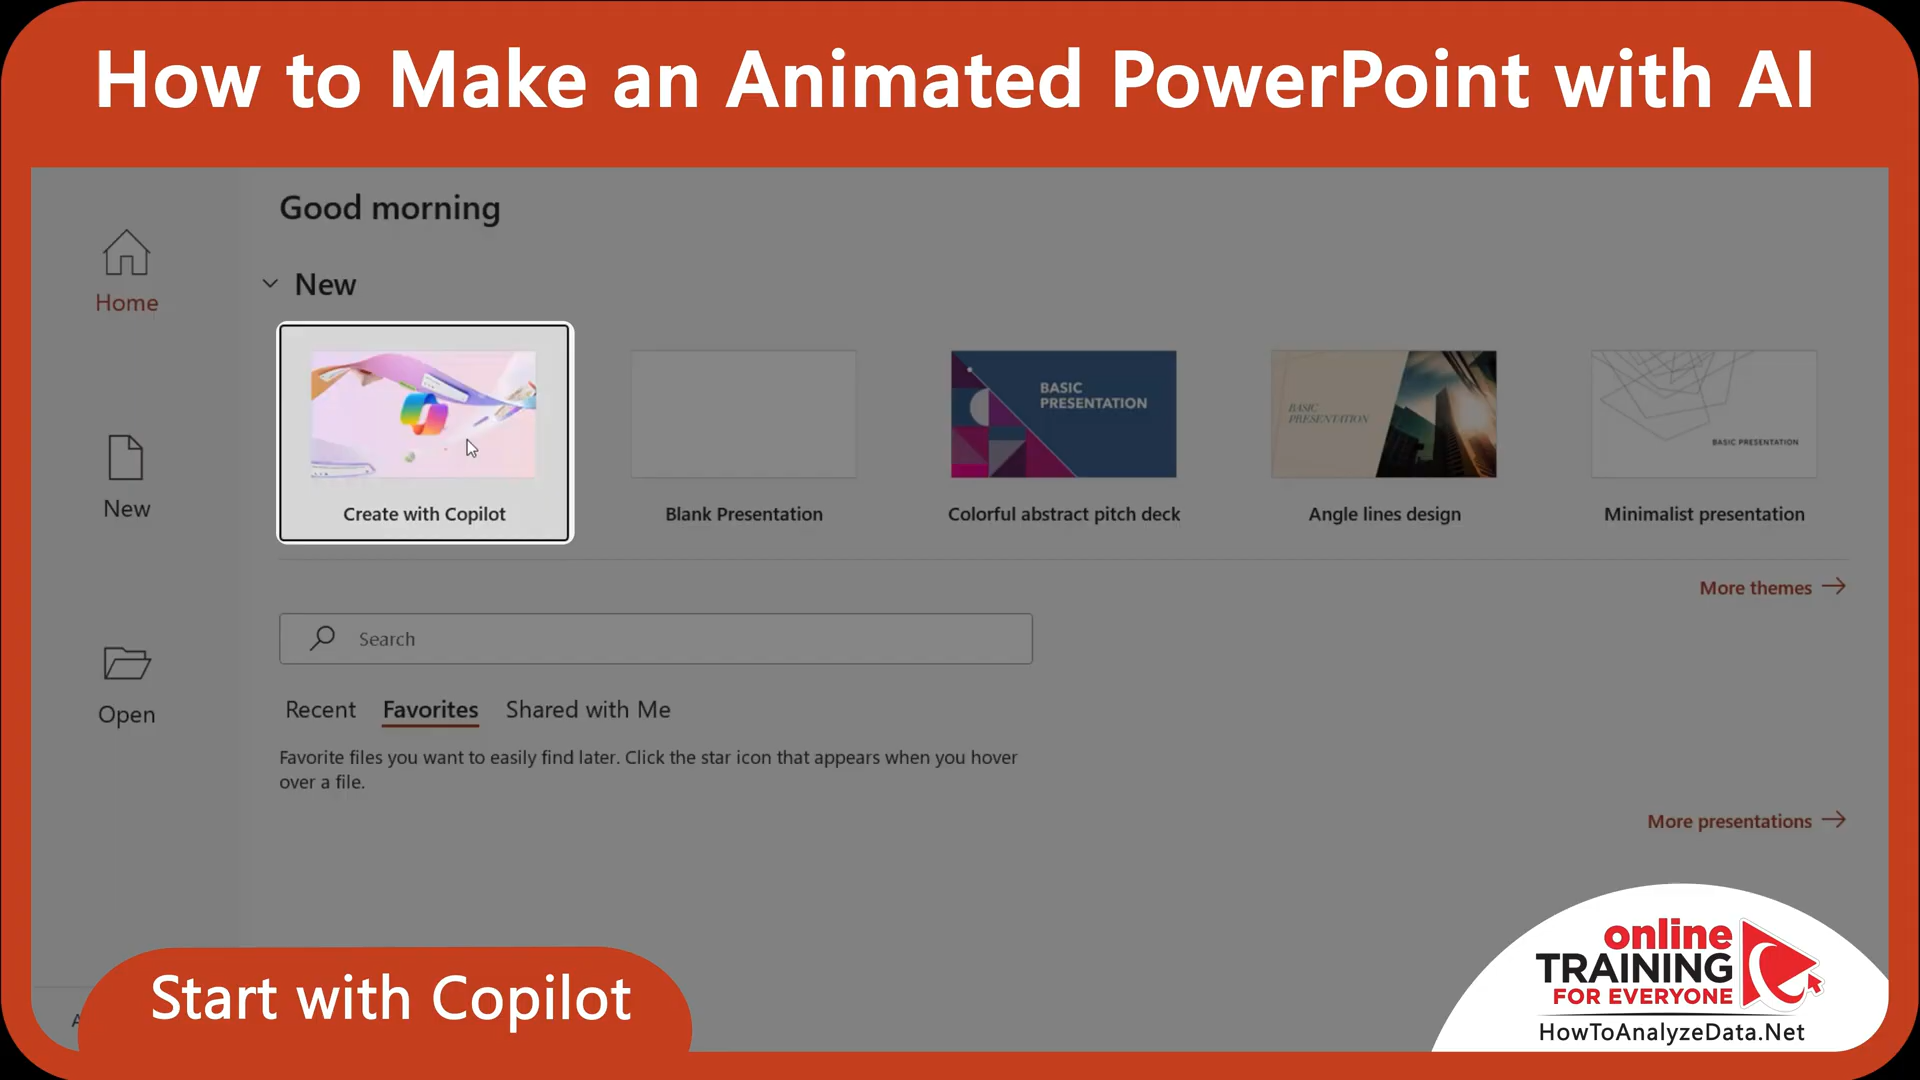 How to Make an Animated PowerPoint with AI
Good morning
New
Home
New
Open
BASIC
PRESENTATION
BASIC
PRESENTATION
BASIC PRESENTATION
Create with Copilot
Blank Presentation
Colorful abstract pitch deck
Angle lines design
Minimalist presentation
More themes
Search
Recent
Favorites
Shared with Me
Favorite files you want to easily find later. Click the star icon that appears when you hover
over a file.
More presentations
Start with Copilot
online
TRAINING
FOR EVERYONE
HowToAnalyzeData.Net